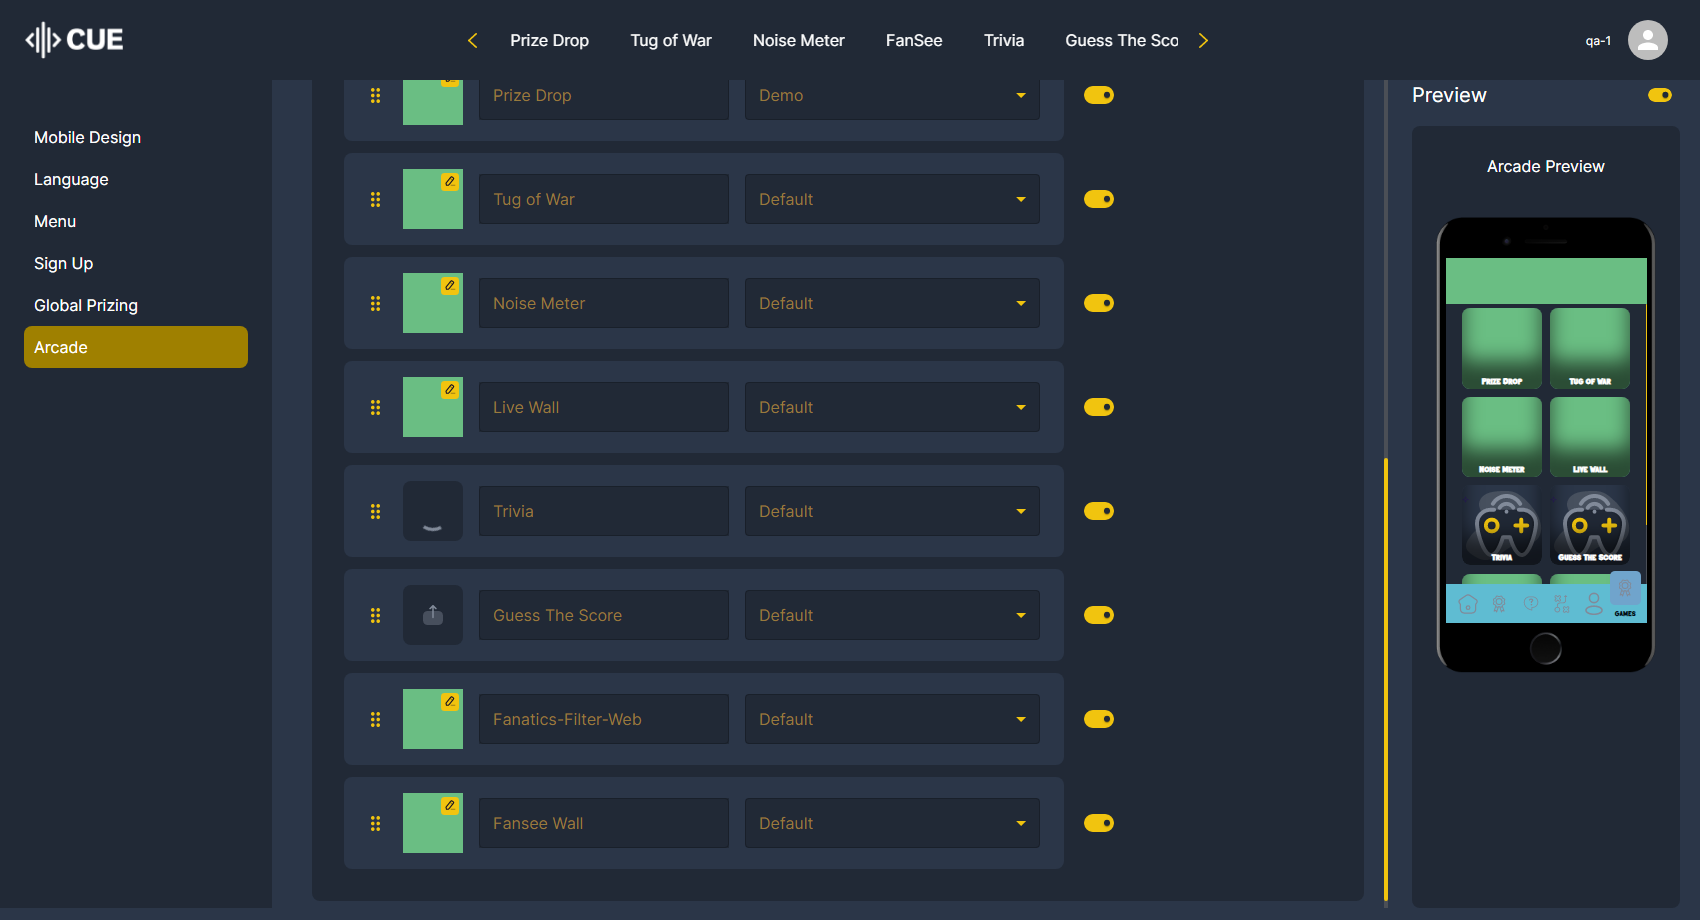 CUE
Prize Drop
Tug of War
Noise Meter
FanSee
Trivia
Guess The Sco
qa-1
Mobile Design
Language
Menu
Sign Up
Global Prizing
Arcade
Prize Drop
Demo
Tug of War
Default
Noise Meter
Default
Live Wall
Default
Trivia
Default
Guess The Score
Default
Fanatics-Filter-Web
Default
Fansee Wall
Default
Preview
Arcade Preview
Prize Drop
Tug of War
Noise Meter
Live Wall
Trivia
Guess The Score
GAMES